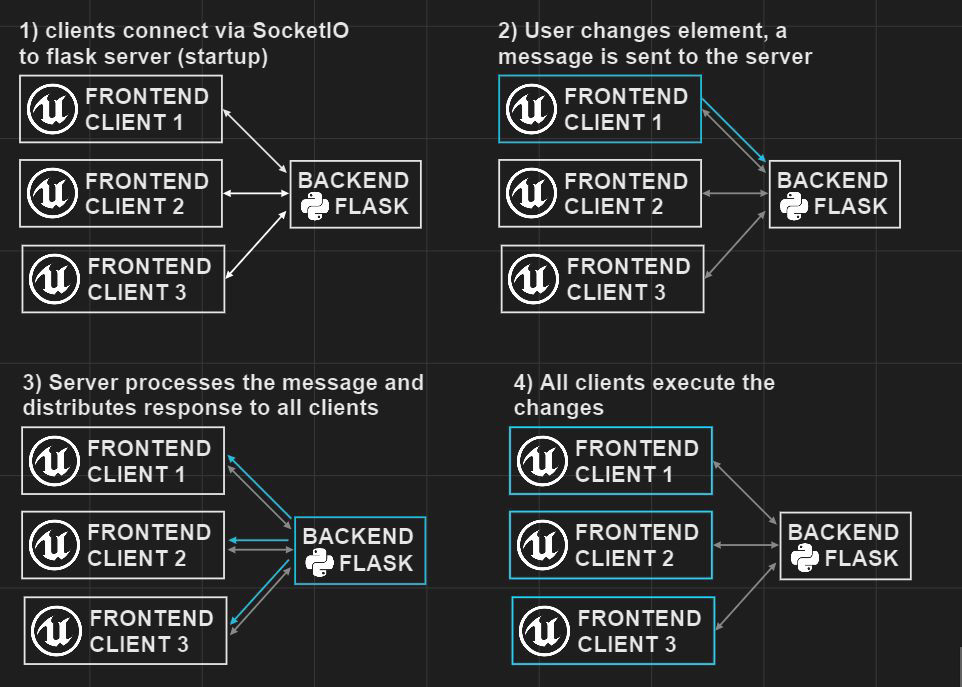 1) clients connect via SocketIO
to flask server (startup)
FRONTEND
CLIENT 1
FRONTEND
CLIENT 2
FRONTEND
CLIENT 3
BACKEND
FLASK
2) User changes element, a
message is sent to the server
FRONTEND
CLIENT 1
FRONTEND
CLIENT 2
FRONTEND
CLIENT 3
BACKEND
FLASK
3) Server processes the message and
distributes response to all clients
FRONTEND
CLIENT 1
FRONTEND
CLIENT 2
FRONTEND
CLIENT 3
BACKEND
FLASK
4) All clients execute the
changes
FRONTEND
CLIENT 1
FRONTEND
CLIENT 2
FRONTEND
CLIENT 3
BACKEND
FLASK